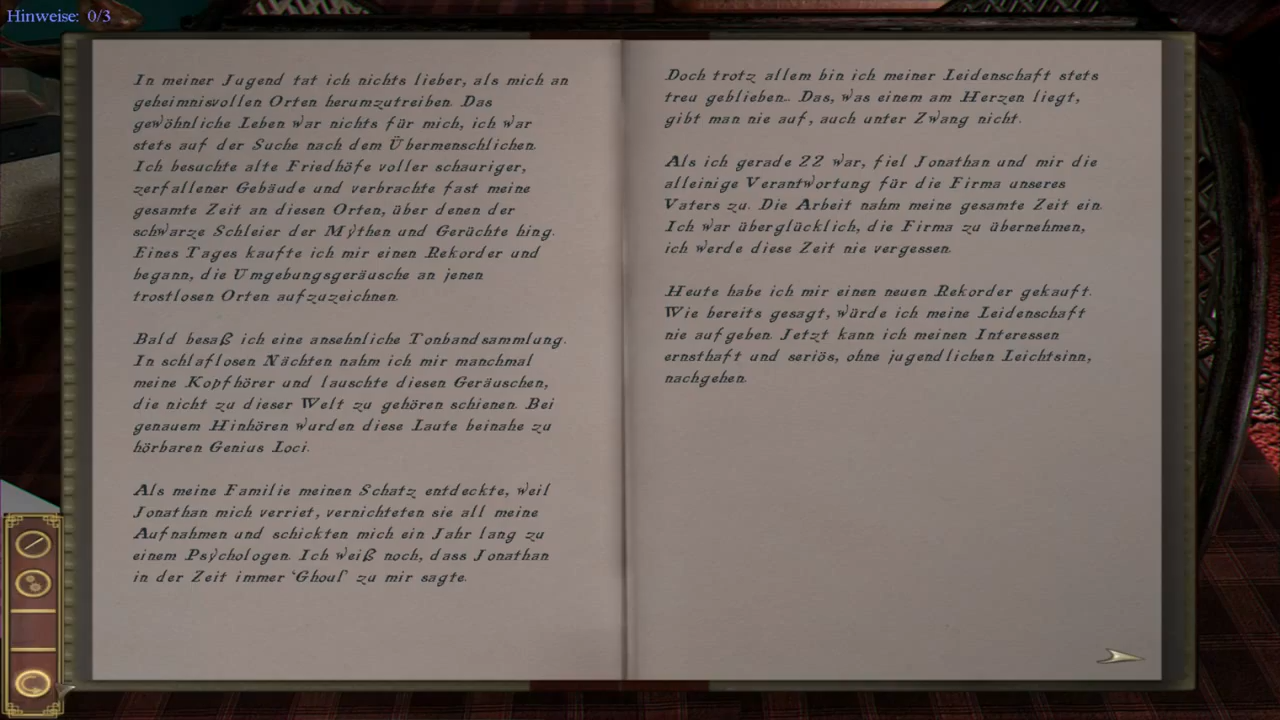 Hinweise: 0/3
In meiner Jugend tat ich nichts lieber, als mich an
geheimnisvollen Orten herumzutreiben. Das
gewöhnliche Leben war nichts für mich, ich war
stets auf der Suche nach dem Übermenschlichen.
Ich besuchte alte Friedhöfe voller schauriger,
zerfallener Gebäude und verbrachte fast meine
gesamte Zeit an diesen Orten, über denen der
schwarze Schleier der Mythen und Gerüchte hing.
Eines Tages kaufte ich mir einen Rekorder und
begann, die Umgebungsgeräusche an jenen
trostlosen Orten aufzuzeichnen.
Bald besaß ich eine ansehnliche Tonbandsammlung.
In schlaflosen Nächten nahm ich mir manchmal
meine Kopfhörer und lauschte diesen Geräuschen,
die nicht zu dieser Welt zu gehören schienen. Bei
genauem Hinhören wurden diese Laute beinahe zu
hörbaren Genius Loci.
Als meine Familie meinen Schatz entdeckte, weil
Jonathan mich verriet, vernichteten sie all meine
Aufnahmen und schickten mich ein Jahr lang zu
einem Psychologen. Ich weiß noch, dass Jonathan
in der Zeit immer 'Ghoul' zu mir sagte.
Doch trotz allem bin ich meiner Leidenschaft stets
treu geblieben.. Das, was einem am Herzen liegt,
gibt man nie auf, auch unter Zwang nicht.
Als ich gerade 22 war, fiel Jonathan und mir die
alleinige Verantwortung für die Firma unseres
Vaters zu. Die Arbeit nahm meine gesamte Zeit ein.
Ich war überglücklich, die Firma zu übernehmen,
ich werde diese Zeit nie vergessen.
Heute habe ich mir einen neuen Rekorder gekauft.
Wie bereits gesagt, würde ich meine Leidenschaft
nie aufgeben. Jetzt kann ich meinen Interessen
ernsthaft und seriös, ohne jugendlichen Leichtsinn,
nachgehen.